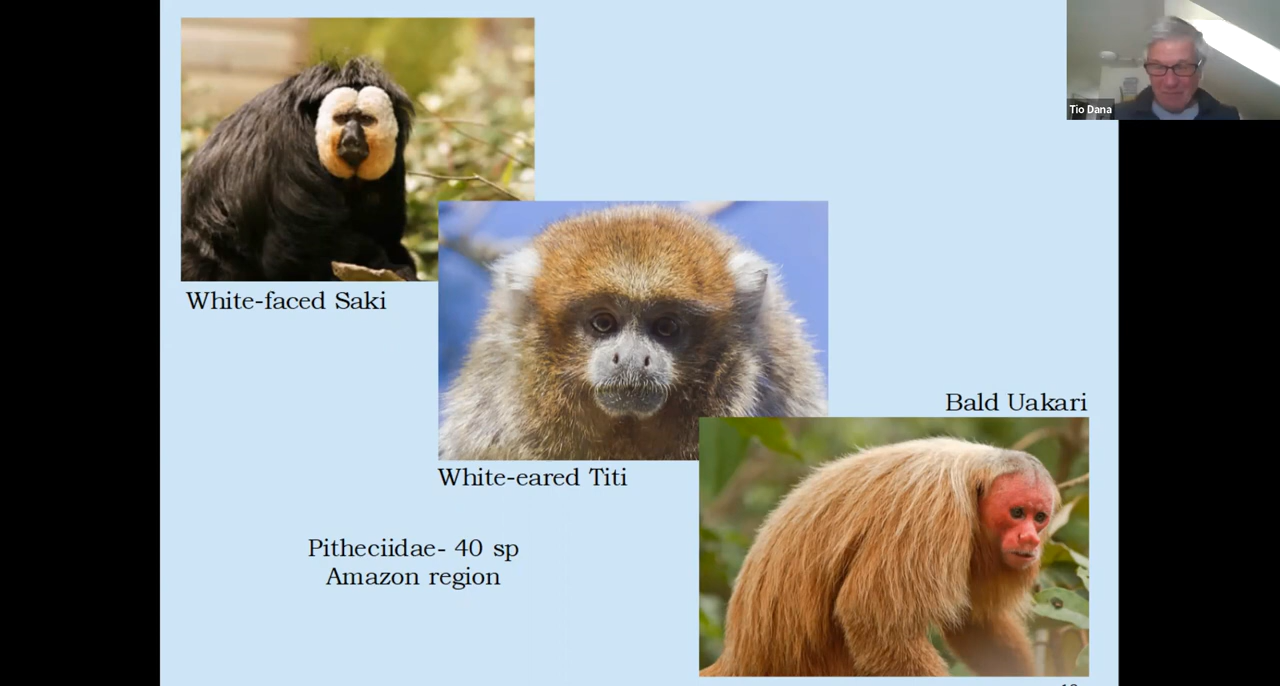 Tio Dana
White-faced Saki
Bald Uakari
White-eared Titi
Pitheciidae- 40 sp
Amazon region